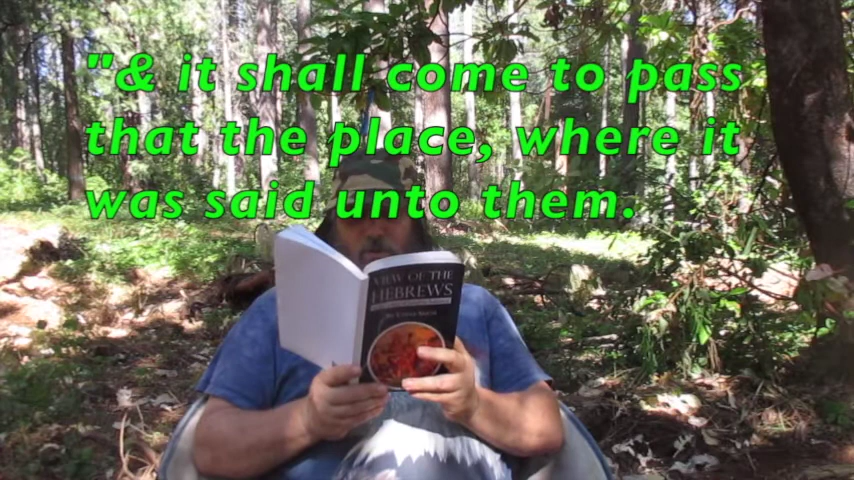 "& it shall come to pass
that the place, where it
was said unto them.
VIEW OF THE
HEBREWS